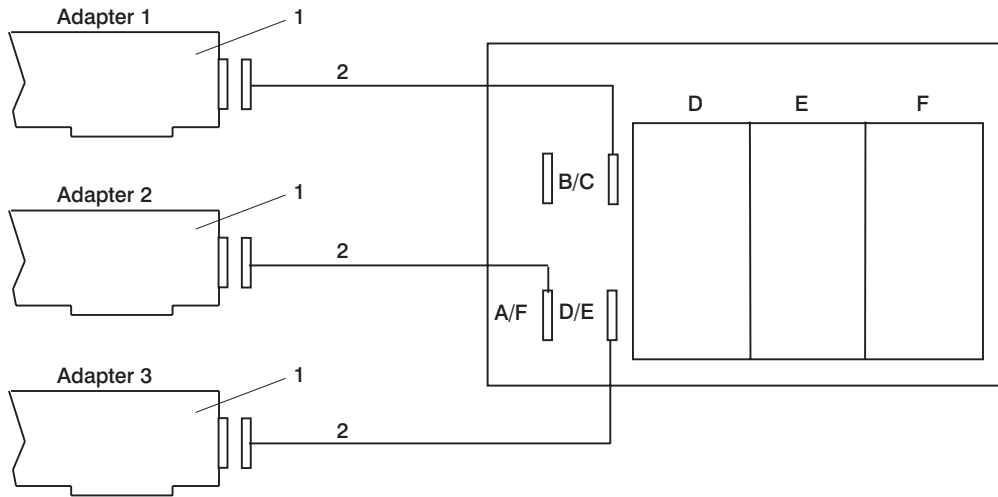 Adapter 1
1
2
D E F
B/C
Adapter 2
1
2
A/F D/E
Adapter 3
1
2